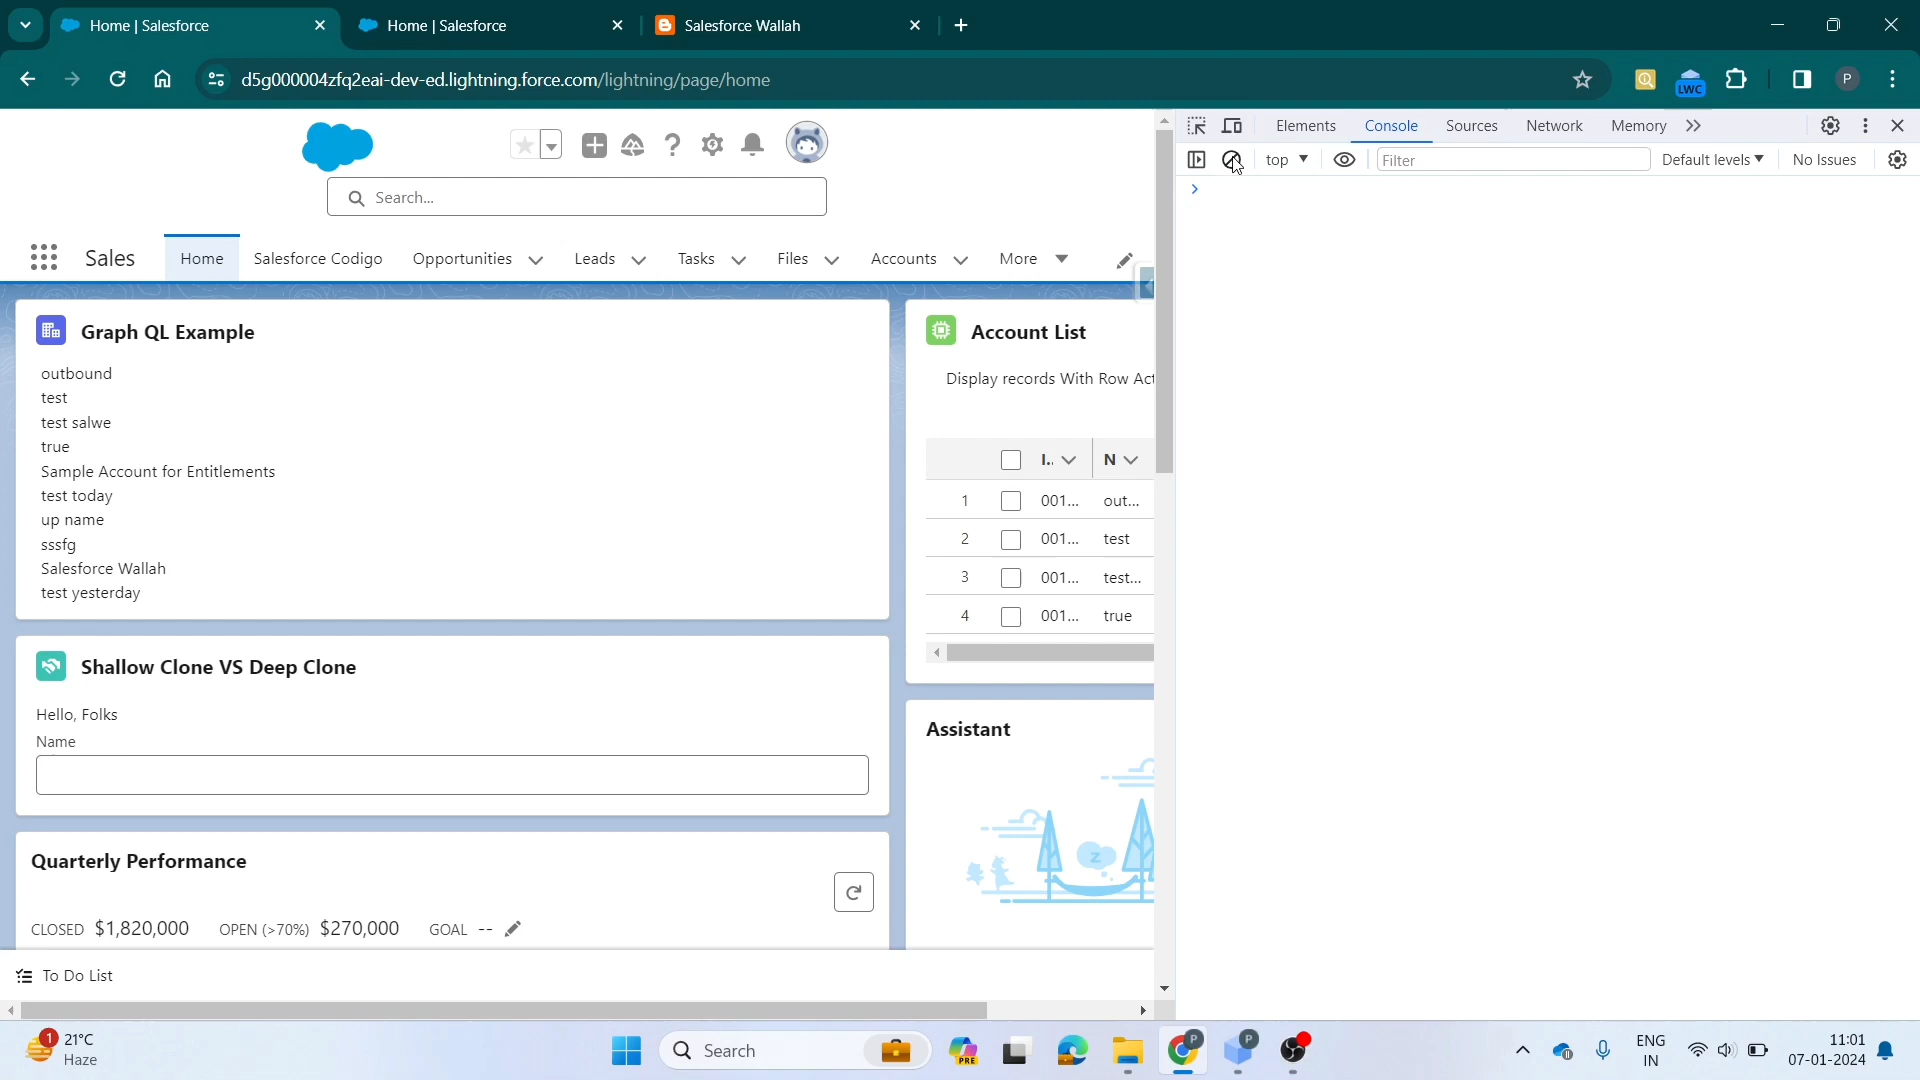 Home | Salesforce
Home | Salesforce
Salesforce Wallah
d5g000004zfq2eai-dev-ed.lightning.force.com/lightning/page/home
LWC
P
Search...
Sales
Home
Salesforce Codigo
Opportunities
Leads
Tasks
Files
Accounts
More
Graph QL Example
outbound
test
test salwe
true
Sample Account for Entitlements
test today
up name
sssfg
Salesforce Wallah
test yesterday
Shallow Clone VS Deep Clone
Hello, Folks
Name
Quarterly Performance
CLOSED $1,820,000 OPEN (>70%) $270,000 GOAL --
To Do List
Account List
Display records With Row Act
I.. N
1 001... out...
2 001... test
3 001... test...
4 001... true
Assistant
z
Elements Console Sources Network Memory
top Filter Default levels No Issues
1
21°C
Haze
Search
PRE
P
P
ENG
IN
11:01
07-01-2024